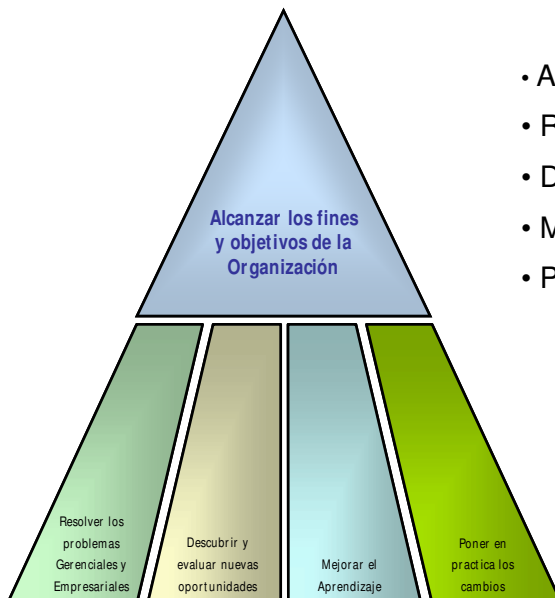 Alcanzar los fines
y objetivos de la
Organización
• A
• R
• D
• M
• P
Resolver los
problemas
Gerenciales y
Empresariales
Descubrir y
evaluar nuevas
oportunidades
Mejorar el
Aprendizaje
Poner en
practica los
cambios